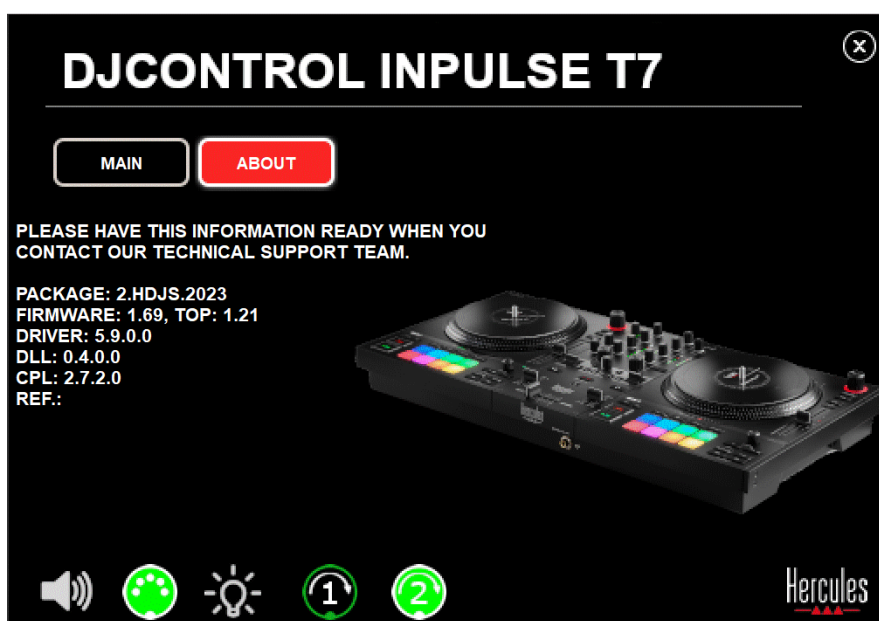 DJCONTROL INPULSE T7
MAIN
ABOUT
PLEASE HAVE THIS INFORMATION READY WHEN YOU
CONTACT OUR TECHNICAL SUPPORT TEAM.
PACKAGE: 2.HDJS.2023
FIRMWARE: 1.69, TOP: 1.21
DRIVER: 5.9.0.0
DLL: 0.4.0.0
CPL: 2.7.2.0
REF.:
1
2
Hercules